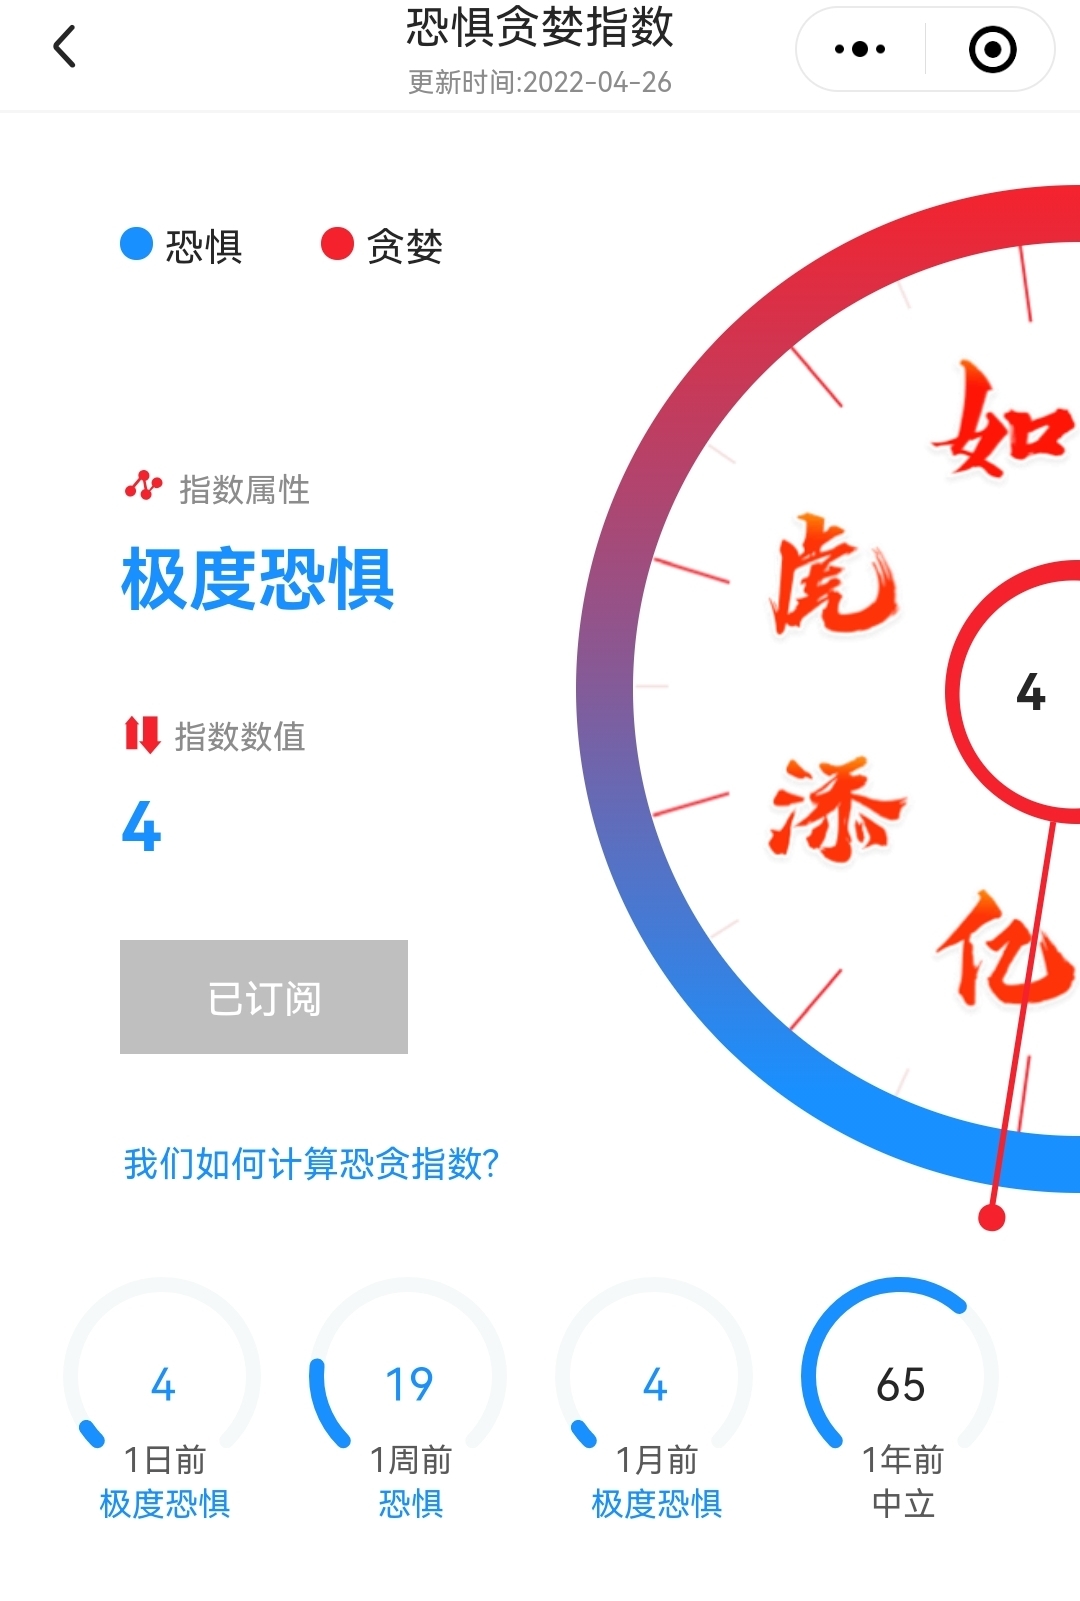 恐惧贪婪指数
更新时间:2022-04-26
恐惧
贪婪
指数属性
极度恐惧
指数数值
4
已订阅
我们如何计算恐贪指数?
如
虎
添
亿
4
4
1日前
极度恐惧
19
1周前
恐惧
4
1月前
极度恐惧
65
1年前
中立